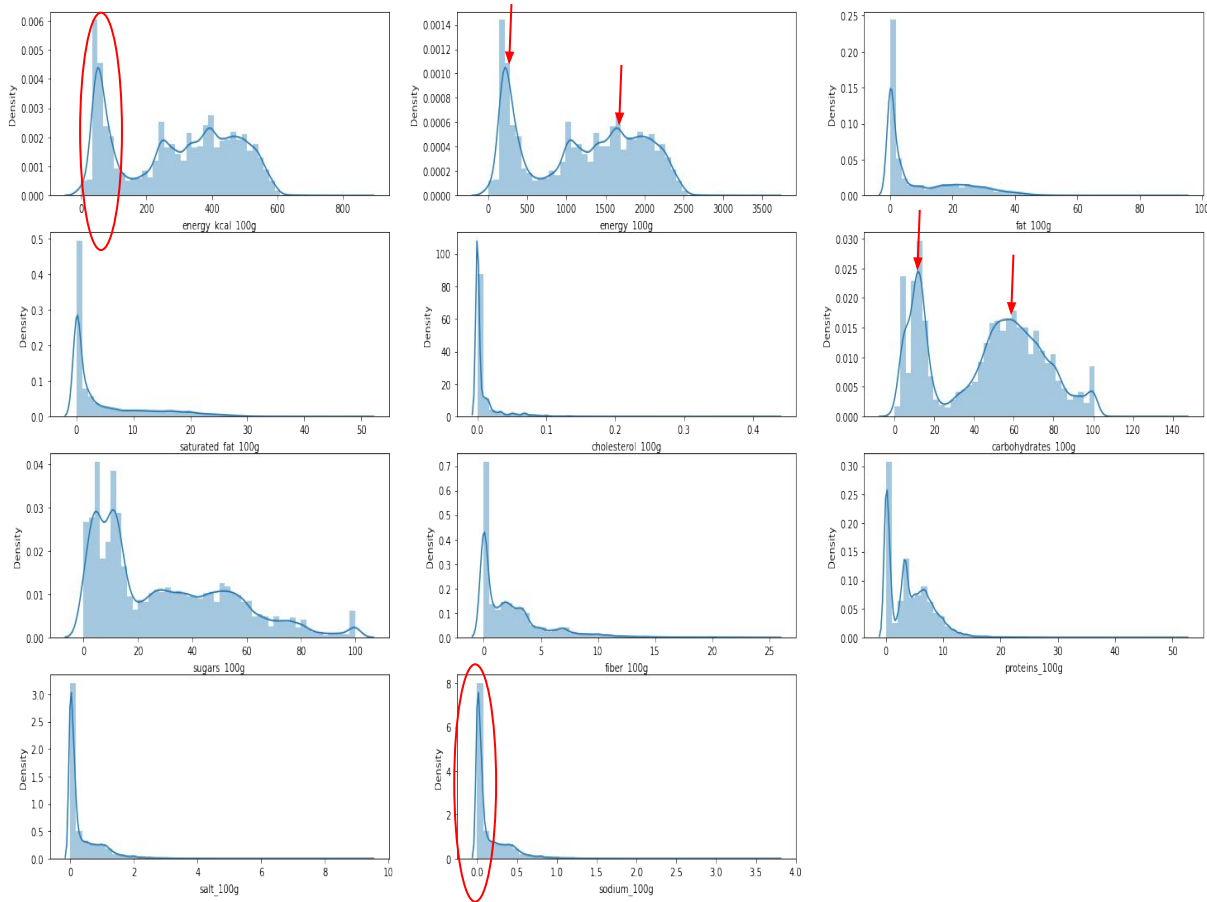 0.006
0.005
0.004
0.003
0.002
0.001
0.000
Density
0 200 400 600 800
energy_kcal_100g
0.0014
0.0012
0.0010
0.0008
0.0006
0.0004
0.0002
0.0000
Density
0 500 1000 1500 2000 2500 3000 3500
energy_100g
0.25
0.20
0.15
0.10
0.05
0.00
Density
0 20 40 60 80 100
fat_100g
0.5
0.4
0.3
0.2
0.1
0.0
Density
0 10 20 30 40 50
saturated_fat_100g
100
80
60
40
20
0
Density
0.0 0.1 0.2 0.3 0.4
cholesterol_100g
0.030
0.025
0.020
0.015
0.010
0.005
0.000
Density
0 20 40 60 80 100 120 140
carbohydrates_100g
0.04
0.03
0.02
0.01
0.00
Density
0 20 40 60 80 100
sugars_100g
0.7
0.6
0.5
0.4
0.3
0.2
0.1
0.0
Density
0 5 10 15 20 25
fiber_100g
0.30
0.25
0.20
0.15
0.10
0.05
0.00
Density
0 10 20 30 40 50
proteins_100g
3.0
2.5
2.0
1.5
1.0
0.5
0.0
Density
0 2 4 6 8 10
salt_100g
8
6
4
2
0
Density
0.0 0.5 1.0 1.5 2.0 2.5 3.0 3.5 4.0
sodium_100g